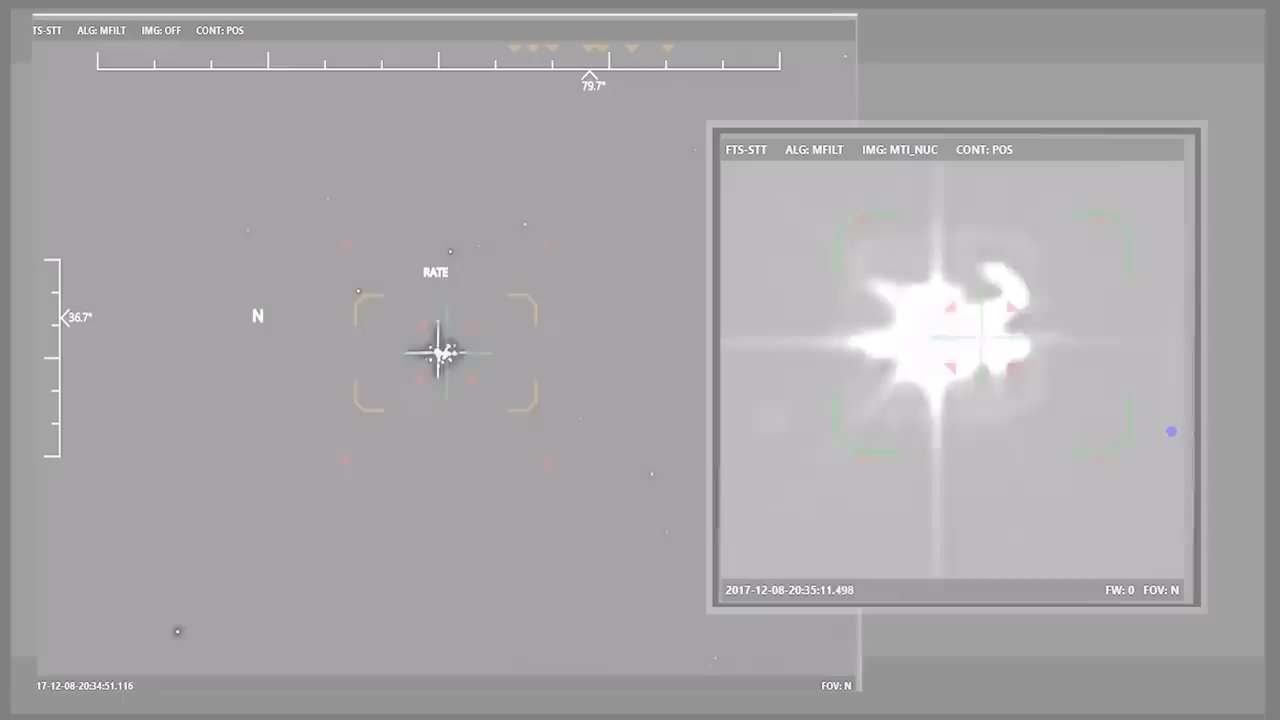 TS-STT ALG: MFILT IMG: OFF CONT: POS
79.7°
FTS-STT ALG: MFILT IMG: MTI_NUC CONT: POS
RATE
N
36.7°
2017-12-08-20:35:11.498 FW: 0 FOV: N
17-12-08-20:34:51.116 FOV: N